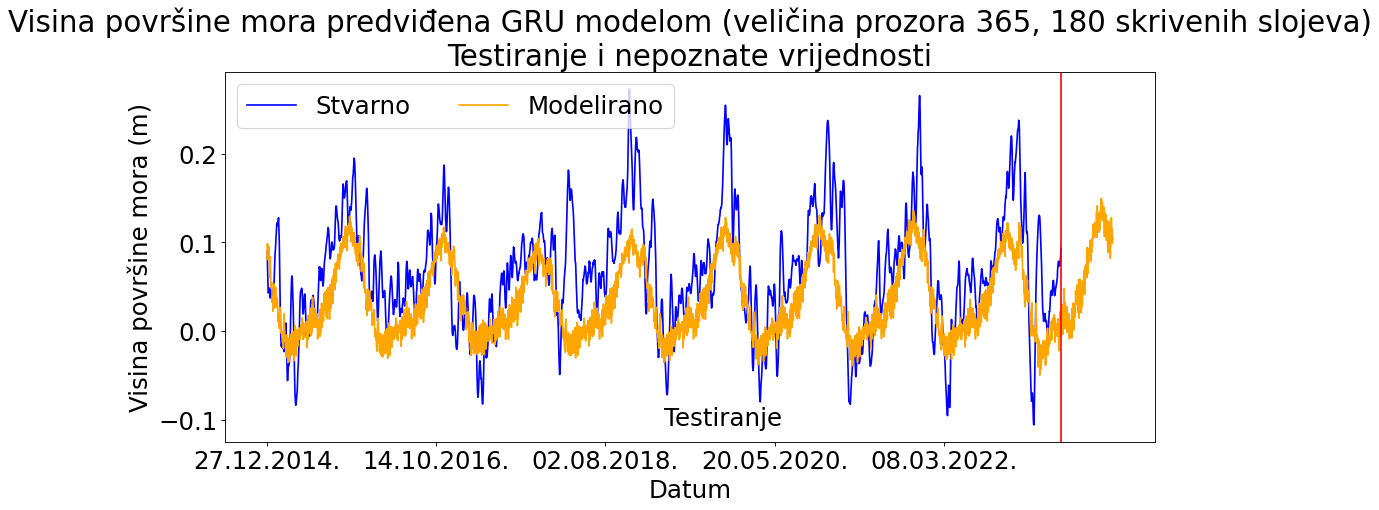 Visina površine mora predviđena GRU modelom (veličina prozora 365, 180 skrivenih slojeva)
Testiranje i nepoznate vrijednosti
Stvarno
Modelirano
Visina površine mora (m)
0.2
0.1
0.0
−0.1
Testiranje
27.12.2014.
14.10.2016.
02.08.2018.
20.05.2020.
08.03.2022.
Datum